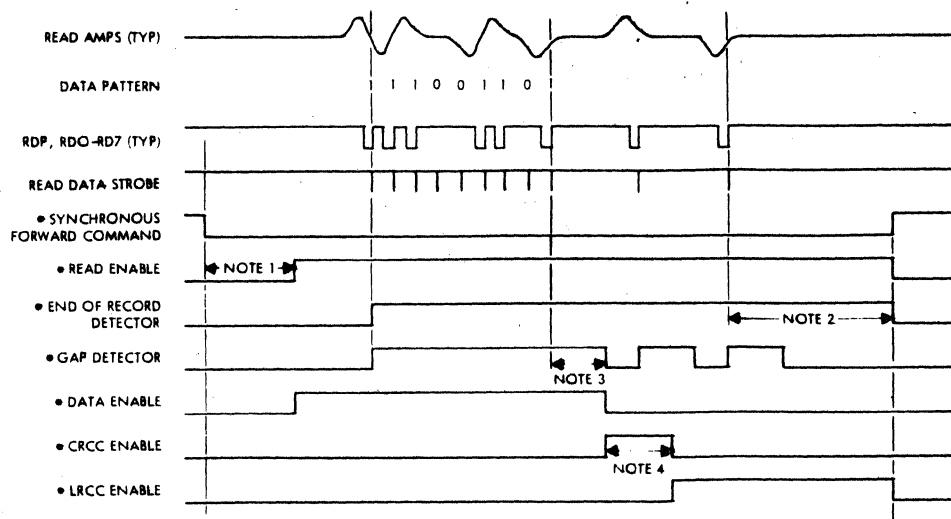 READ AMPS (TYP)
DATA PATTERN
1 1 0 0 1 1 0
RDP, RDO-RD7 (TYP)
READ DATA STROBE
• SYNCHRONOUS
FORWARD COMMAND
• READ ENABLE
NOTE 1
• END OF RECORD
DETECTOR
NOTE 2
• GAP DETECTOR
NOTE 3
• DATA ENABLE
• CRCC ENABLE
NOTE 4
• LRCC ENABLE